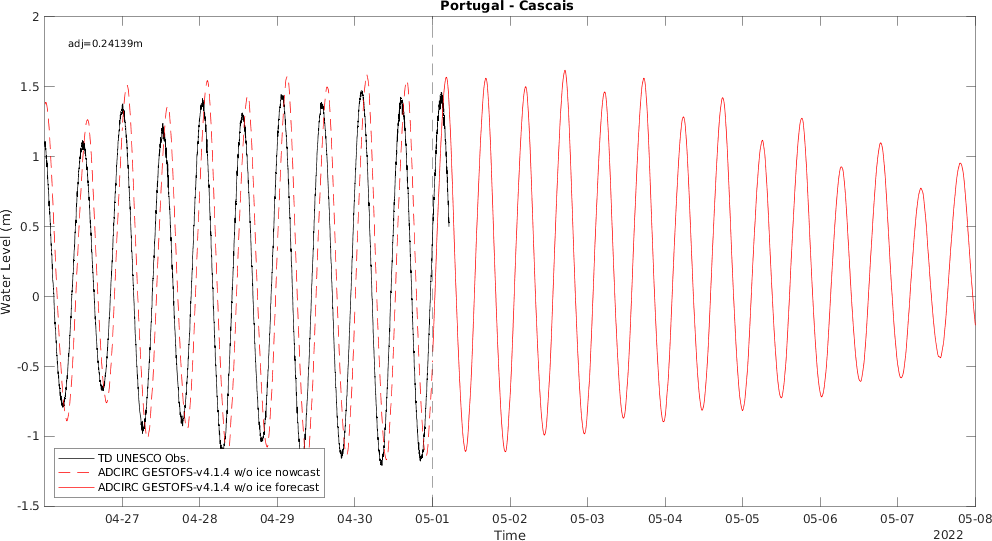 Portugal - Cascais
adj=0.24139m
Water Level (m)
2
1.5
1
0.5
0
-0.5
-1
-1.5
TD UNESCO Obs.
ADCIRC GESTOFS-v4.1.4 w/o ice nowcast
ADCIRC GESTOFS-v4.1.4 w/o ice forecast
04-27 04-28 04-29 04-30 05-01 05-02 05-03 05-04 05-05 05-06 05-07 05-08
Time
2022